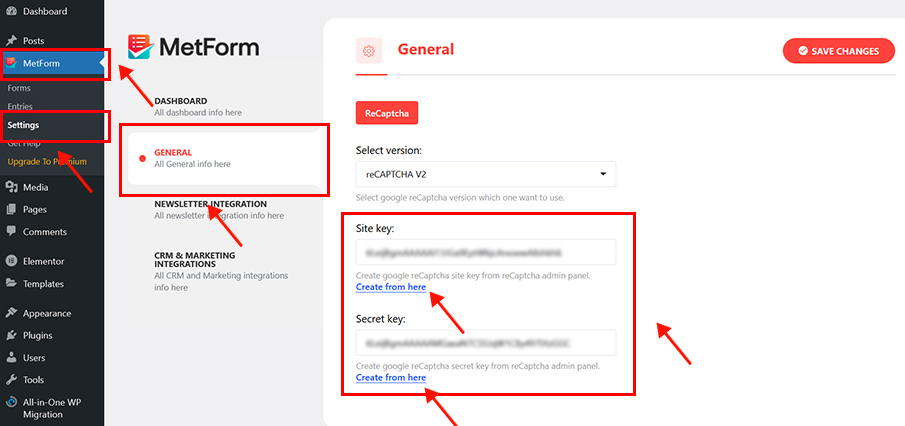 Dashboard
Posts
MetForm
Forms
Entries
Settings
Get Help
Upgrade To Premium
Media
Pages
Comments
Elementor
Templates
Appearance
Plugins
Users
Tools
All-in-One WP
Migration
MetForm
DASHBOARD
All dashboard info here
GENERAL
All General info here
NEWSLETTER INTEGRATION
All newsletter integration info here
CRM & MARKETING
INTEGRATIONS
All CRM and Marketing integrations
info here
General
SAVE CHANGES
ReCaptcha
Select version:
reCAPTCHA V2
Select google reCaptcha version which one want to use.
Site key:
Create google reCaptcha site key from reCaptcha admin panel.
Create from here
Secret key:
Create google reCaptcha secret key from reCaptcha admin panel.
Create from here